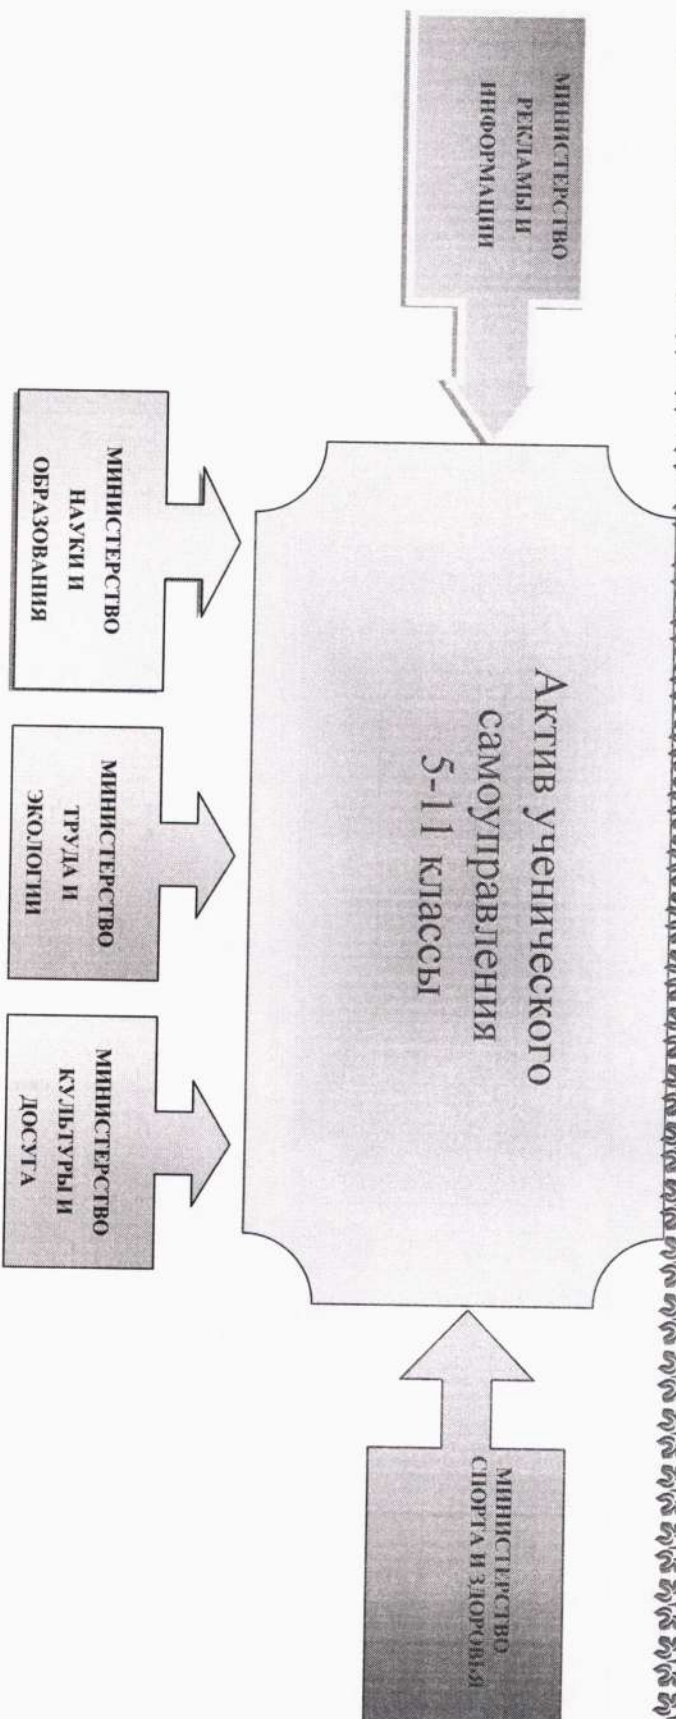 Актив ученического
самоуправления
5-11 классы
МИНИСТЕРСТВО
РЕКЛАМЫ И
ИНФОРМАЦИИ
МИНИСТЕРСТВО
СПОРТА И ЗДОРОВЬЯ
МИНИСТЕРСТВО
НАУКИ И
ОБРАЗОВАНИЯ
МИНИСТЕРСТВО
ТРУДА И
ЭКОЛОГИИ
МИНИСТЕРСТВО
КУЛЬТУРЫ И
ДОСУГА